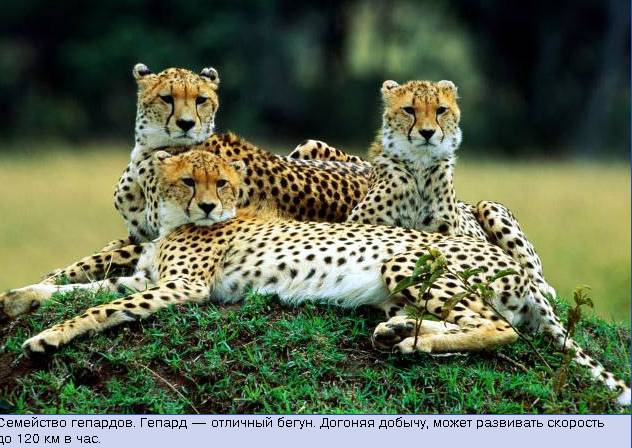 Семейство гепардов. Гепард — отличный бегун. Догоняя добычу, может развивать скорость
до 120 км в час.